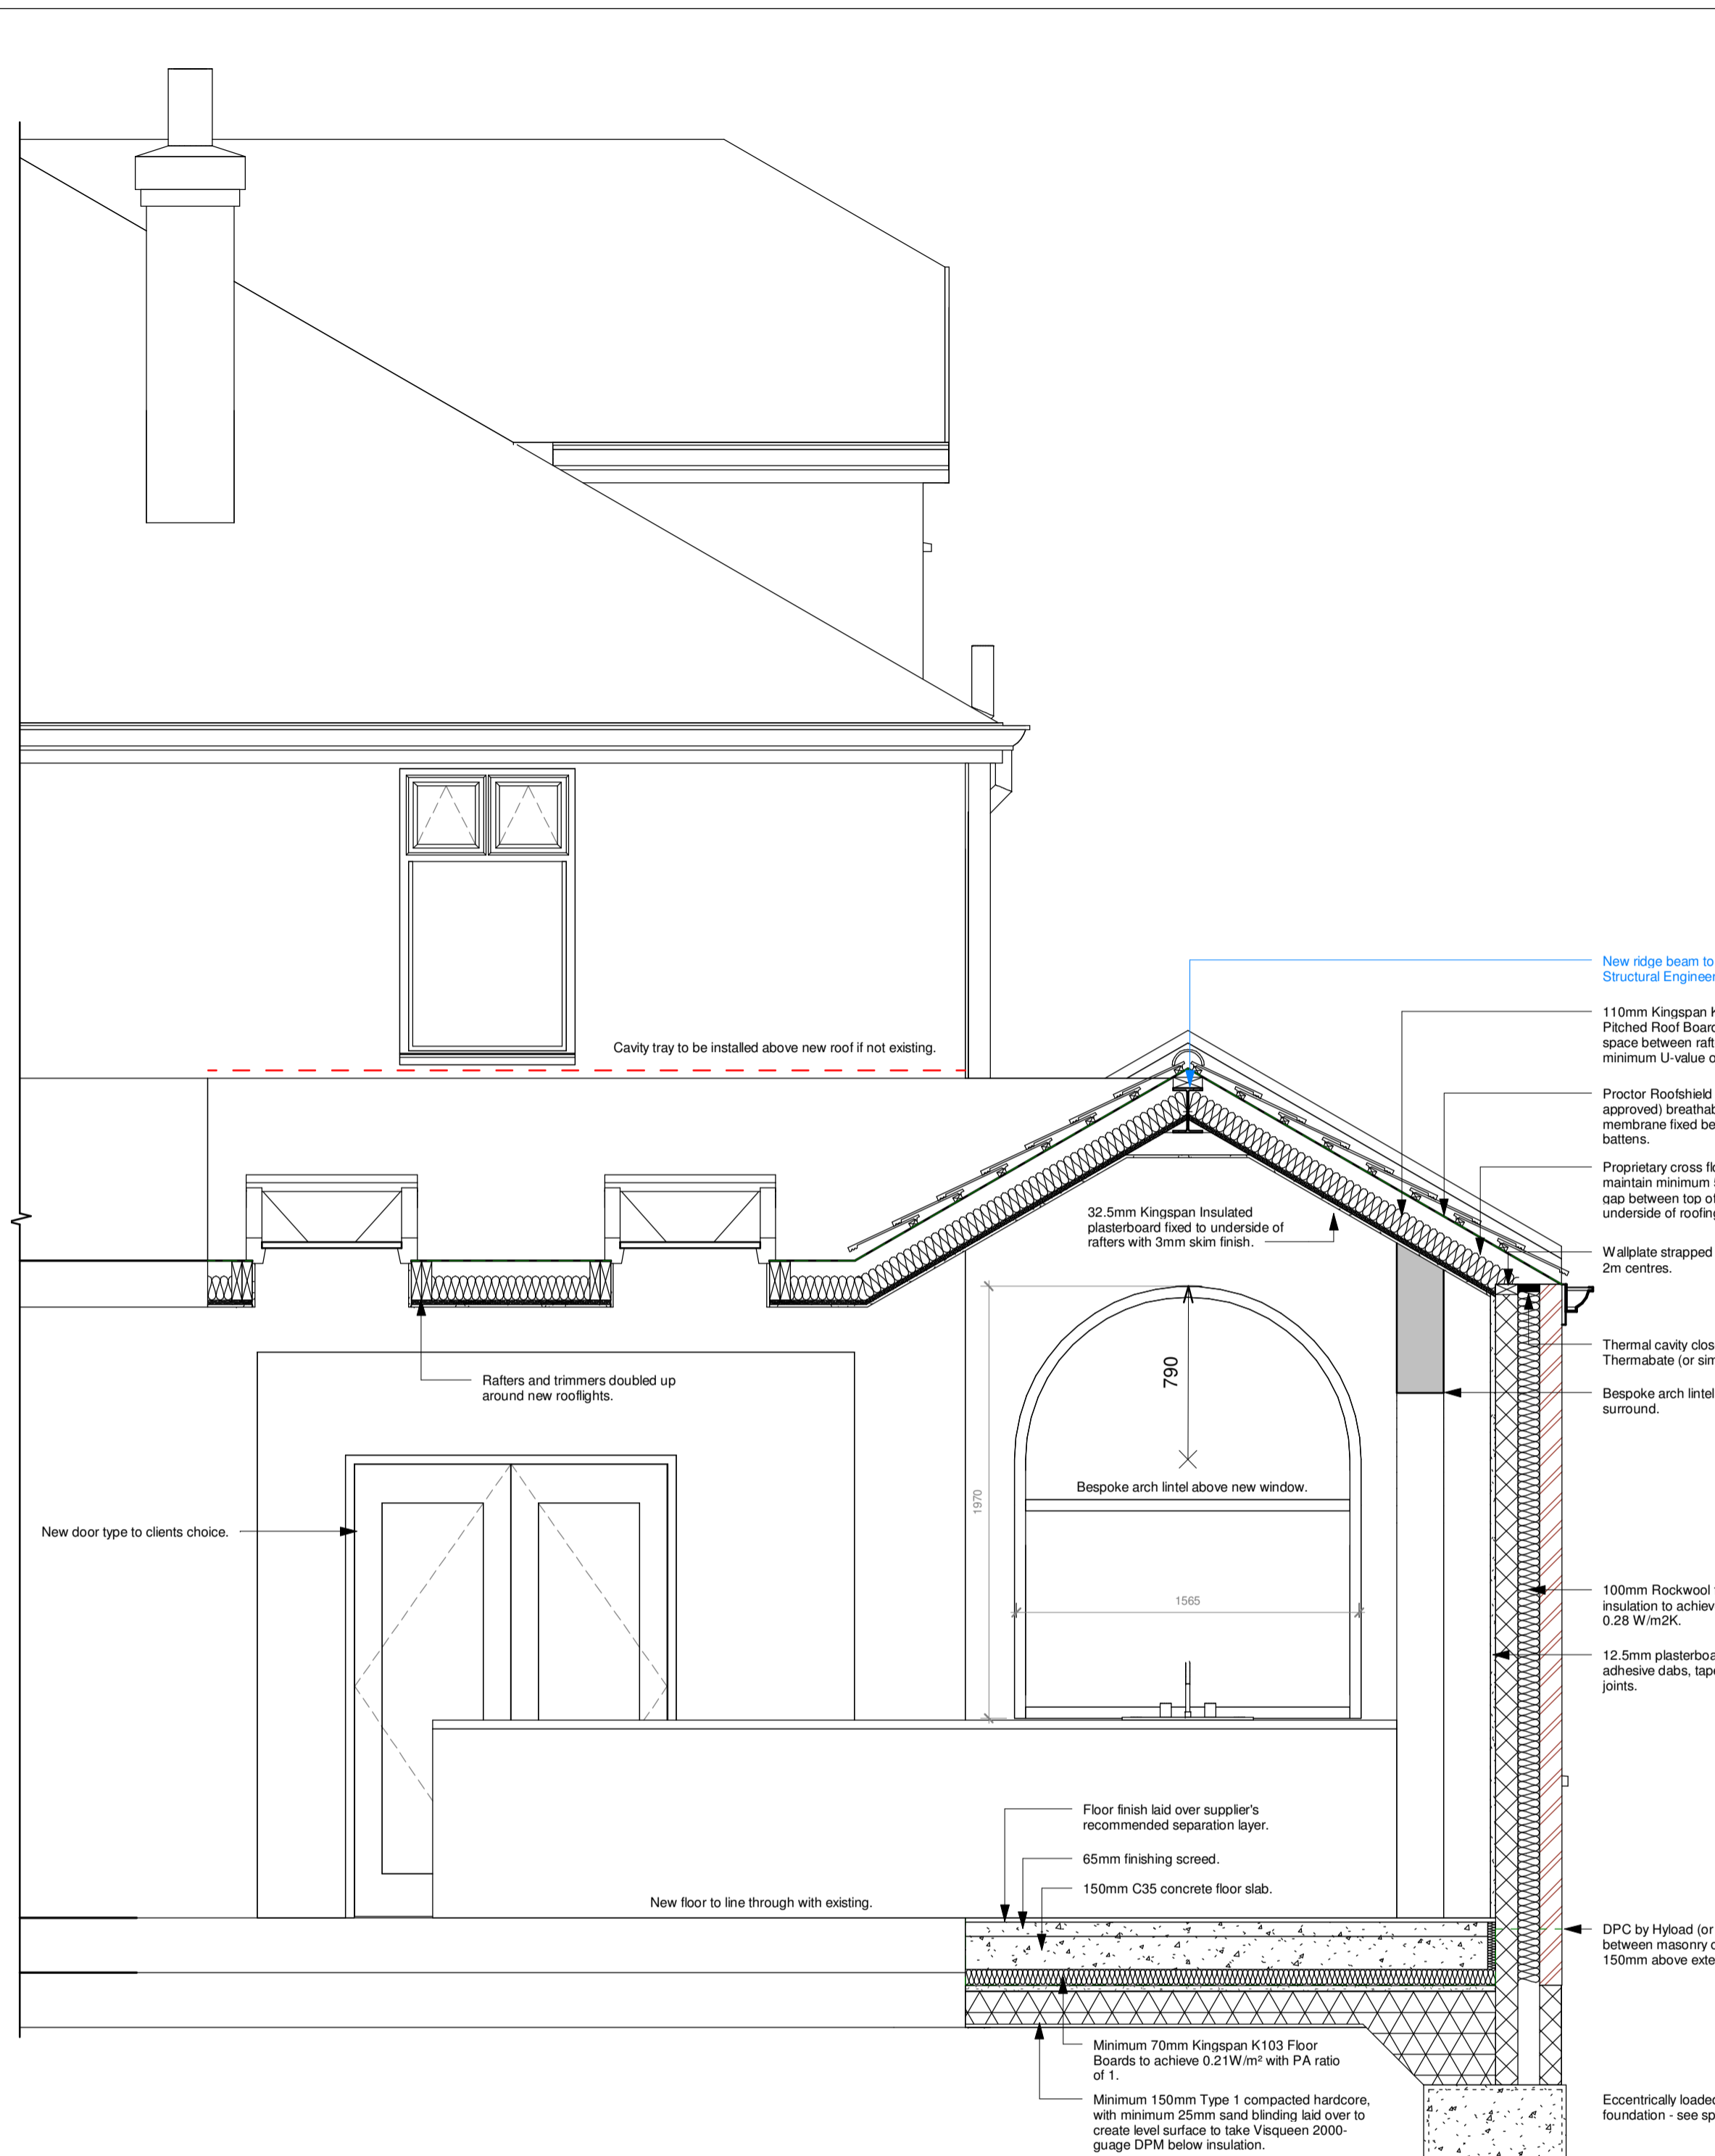 New ridge beam to
Structural Engineer
110mm Kingspan
Pitched Roof Board
space between raft
minimum U-value o
Cavity tray to be installed above new roof if not existing.
Proctor Roofshield
approved) breathab
membrane fixed be
battens.
Proprietary cross flo
maintain minimum
gap between top of
underside of roofing
32.5mm Kingspan Insulated
plasterboard fixed to underside of
rafters with 3mm skim finish.
Wallplate strapped
2m centres.
Thermal cavity clos
Thermabate (or sim
Rafters and trimmers doubled up
around new rooflights.
790
Bespoke arch lintel
surround.
Bespoke arch lintel above new window.
1970
New door type to clients choice.
1565
100mm Rockwool
insulation to achiev
0.28 W/m2K.
12.5mm plasterboa
adhesive dabs, tape
joints.
Floor finish laid over supplier's
recommended separation layer.
65mm finishing screed.
150mm C35 concrete floor slab.
New floor to line through with existing.
DPC by Hyload (or
between masonry c
150mm above exte
Minimum 70mm Kingspan K103 Floor
Boards to achieve 0.21W/m² with PA ratio
of 1.
Minimum 150mm Type 1 compacted hardcore,
with minimum 25mm sand blinding laid over to
create level surface to take Visqueen 2000-
guage DPM below insulation.
Eccentrically loaded
foundation - see sp